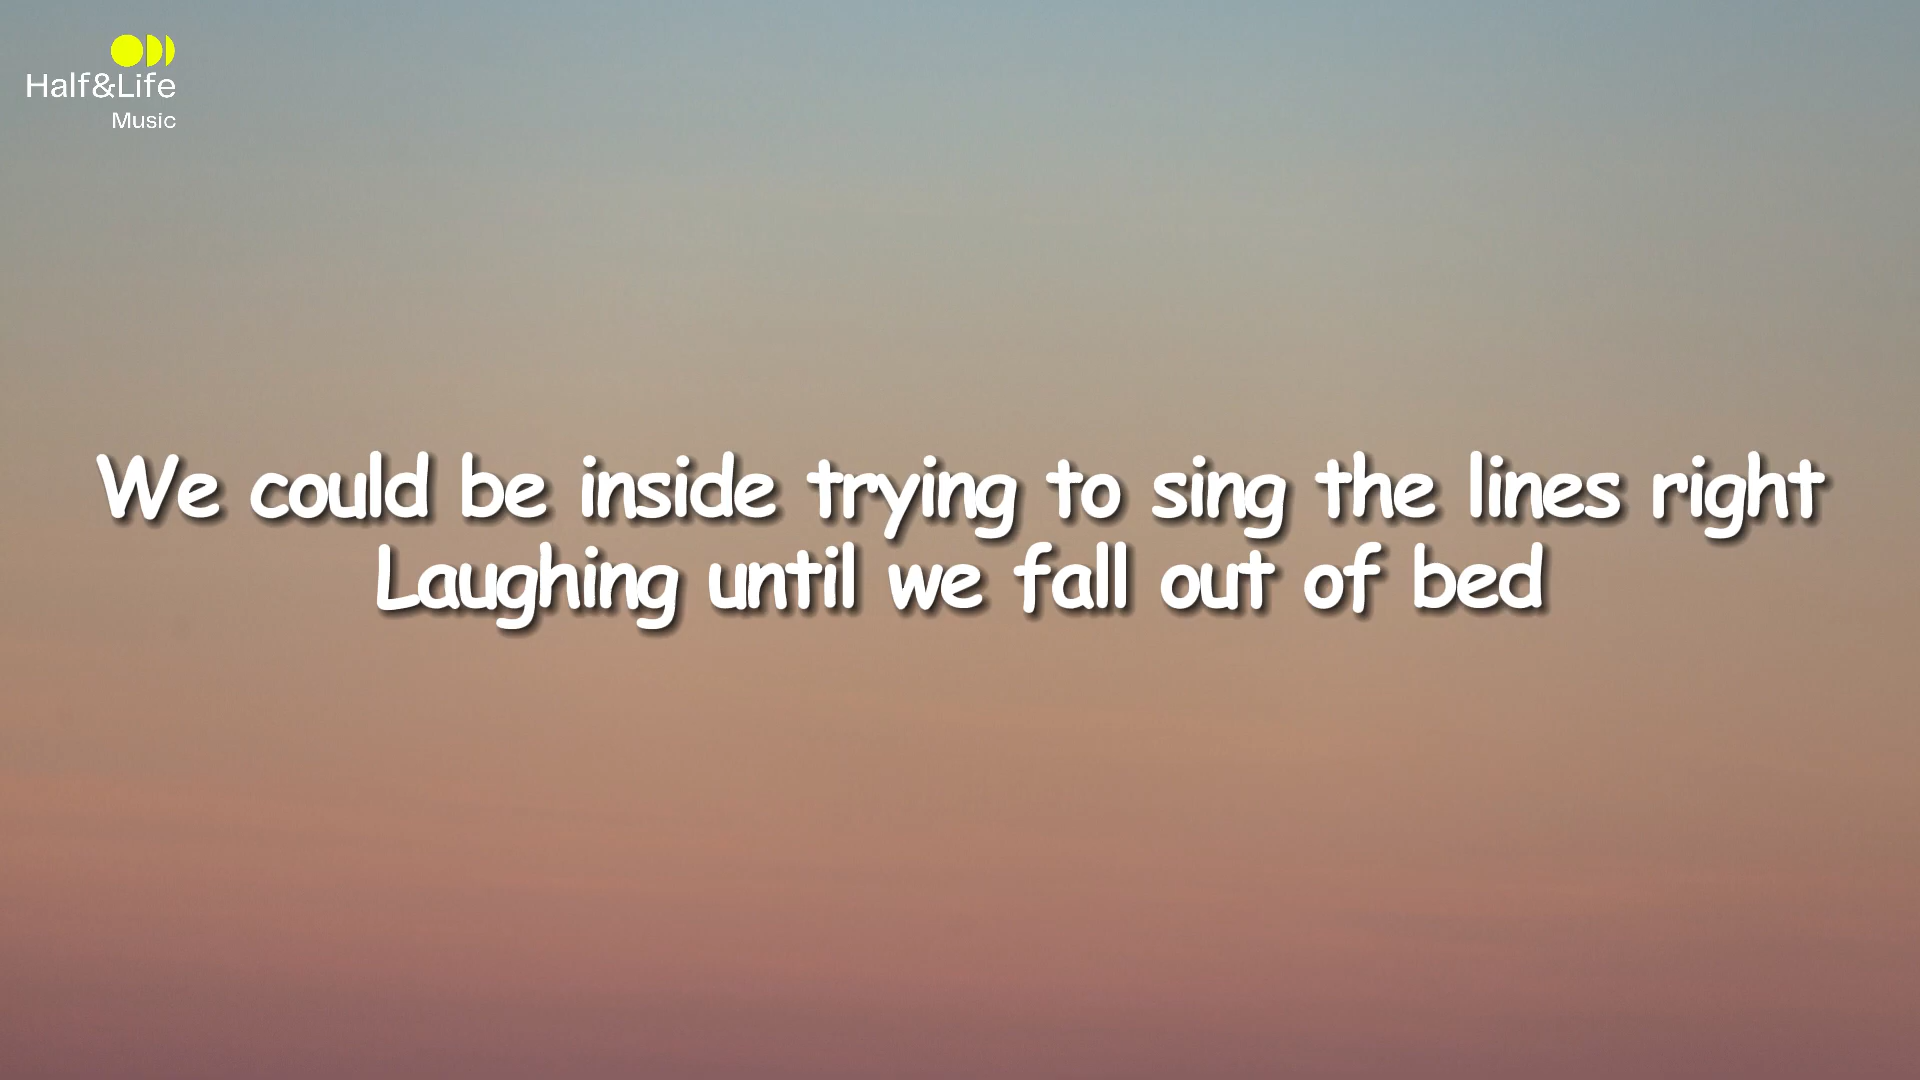 Half&Life
Music
We could be inside trying to sing the lines right
Laughing until we fall out of bed